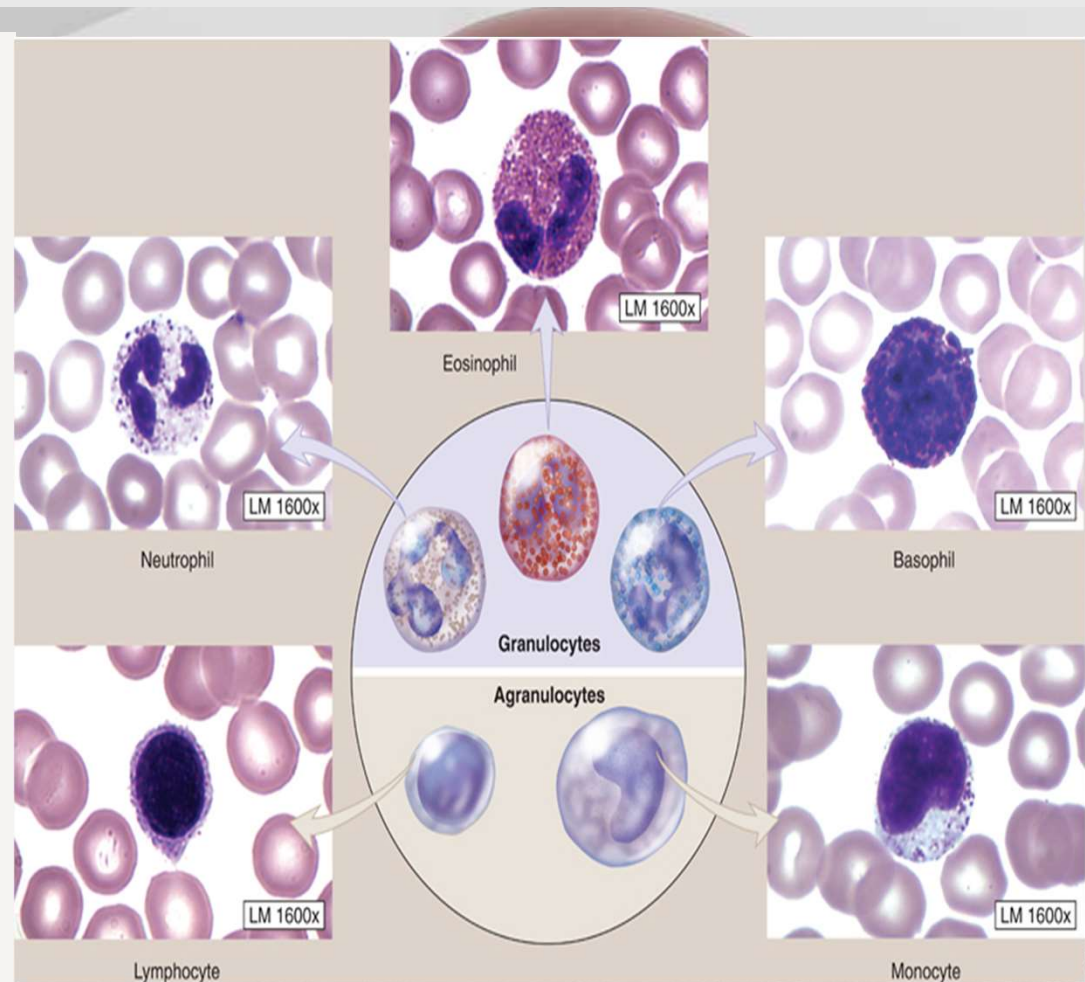 LM 1600x
Eosinophil
LM 1600x
Neutrophil
LM 1600x
Basophil
Granulocytes
Agranulocytes
LM 1600x
Lymphocyte
LM 1600x
Monocyte